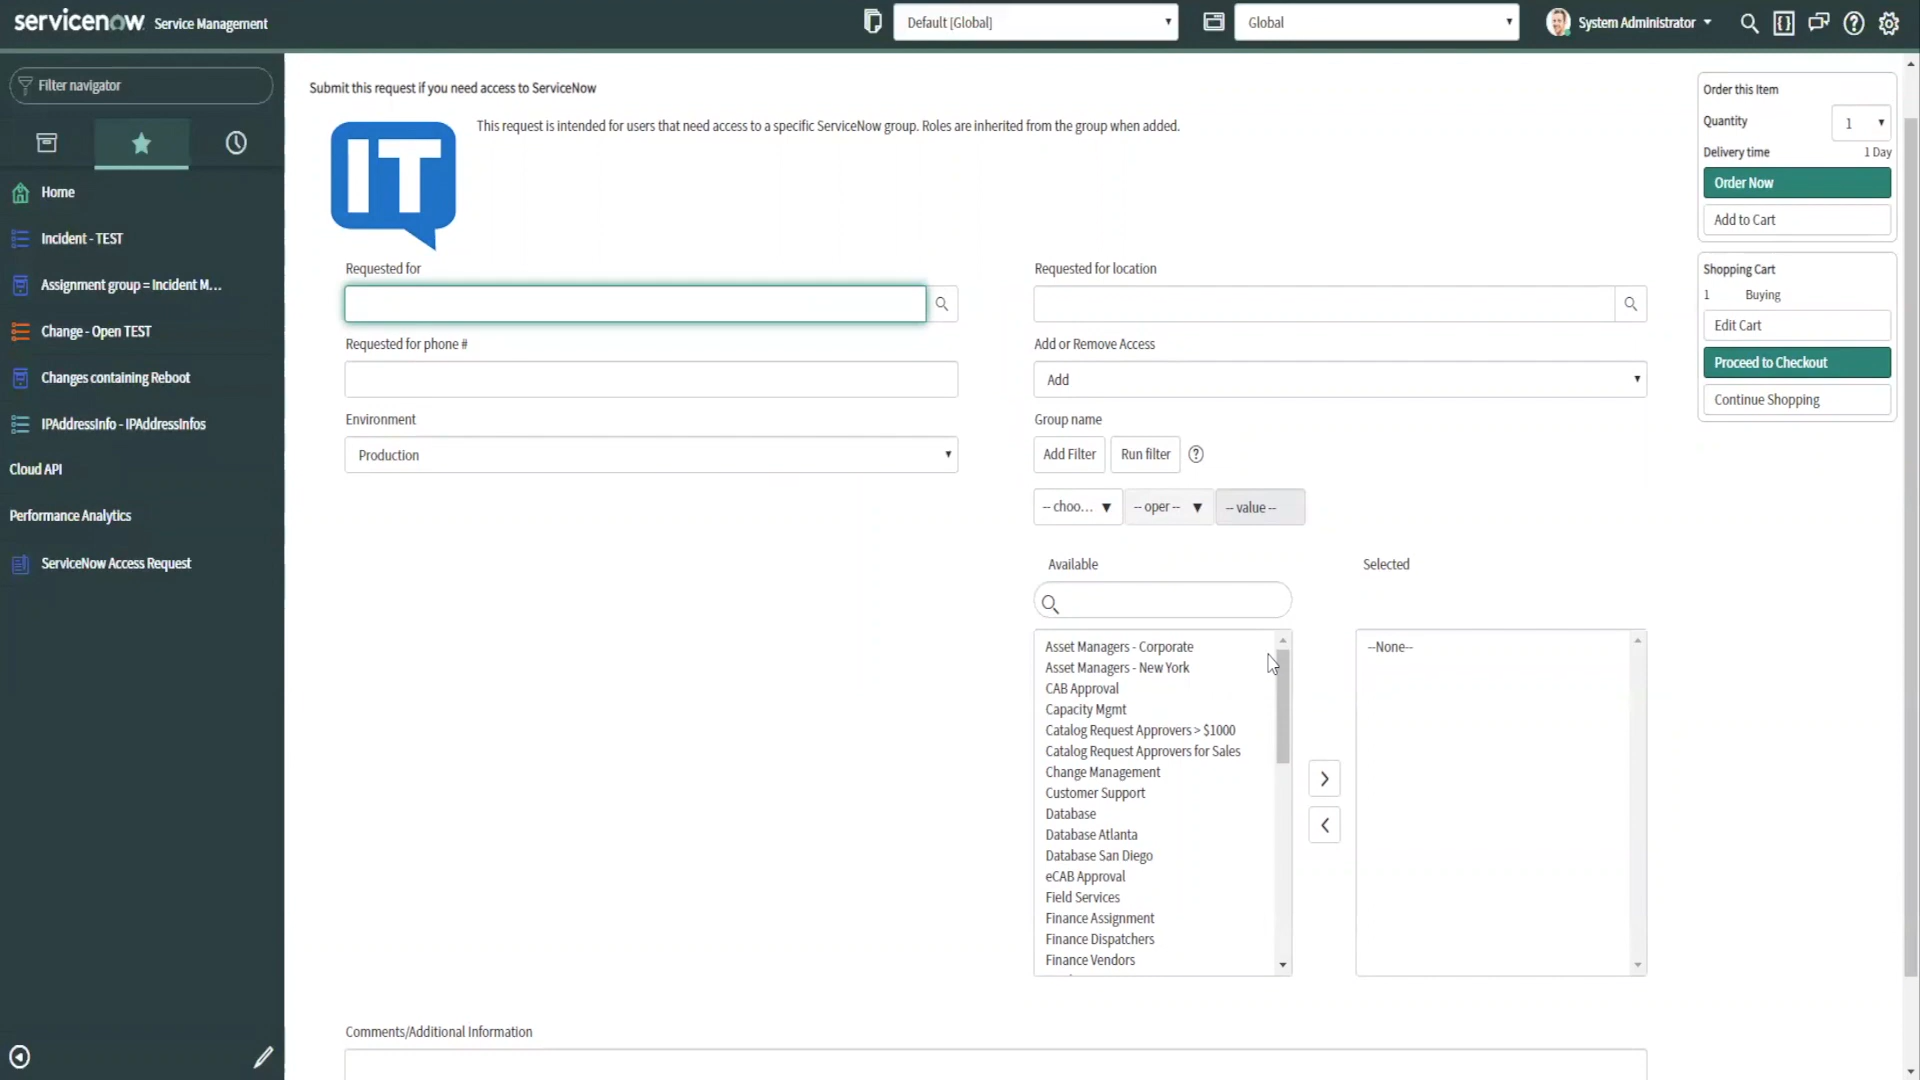 servicenow Service Management
Default [Global]
Global
System Administrator
Filter navigator
Home
Incident - TEST
Assignment group = Incident M...
Change - Open TEST
Changes containing Reboot
IPAddressInfo - IPAddressInfos
Cloud API
Performance Analytics
ServiceNow Access Request
Submit this request if you need access to ServiceNow
IT
This request is intended for users that need access to a specific ServiceNow group. Roles are inherited from the group when added.
Requested for
Requested for location
Requested for phone #
Add or Remove Access
Add
Environment
Production
Group name
Add Filter
Run filter
-- choo...
-- oper --
-- value --
Available
Selected
Asset Managers - Corporate
Asset Managers - New York
CAB Approval
Capacity Mgmt
Catalog Request Approvers > $1000
Catalog Request Approvers for Sales
Change Management
Customer Support
Database
Database Atlanta
Database San Diego
eCAB Approval
Field Services
Finance Assignment
Finance Dispatchers
Finance Vendors
--None--
Comments/Additional Information
Order this Item
Quantity 1
Delivery time 1 Day
Order Now
Add to Cart
Shopping Cart
1 Buying
Edit Cart
Proceed to Checkout
Continue Shopping